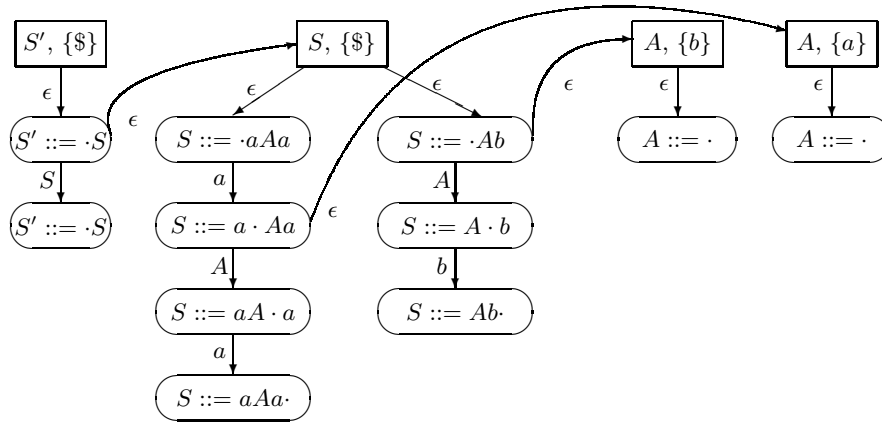 S′, {$} S, {$} A, {b} A, {a}
ϵ ϵ ϵ ϵ ϵ ϵ
ϵ
S′ ::= ·S S ::= ·aAa S ::= ·Ab A ::= · A ::= ·
S a A
S′ ::= ·S S ::= a · Aa ϵ S ::= A · b
A b
S ::= aA · a S ::= Ab·
a
S ::= aAa·